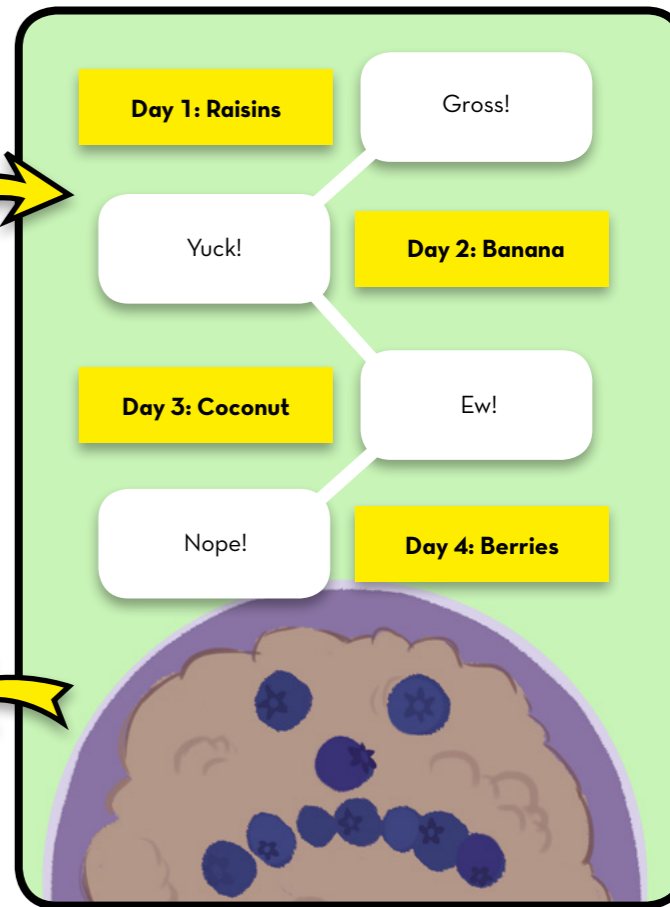 Day 1: Raisins
Gross!
Yuck!
Day 2: Banana
Day 3: Coconut
Ew!
Nope!
Day 4: Berries